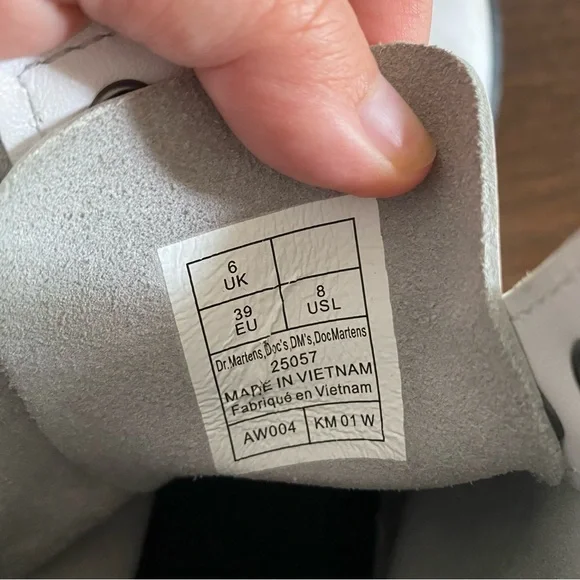 6
UK
39
EU
8
USL
Dr.Martens,Doc's,DM's,DocMartens
25057
MADE IN VIETNAM
Fabriqué en Vietnam
AW004
KM 01 W